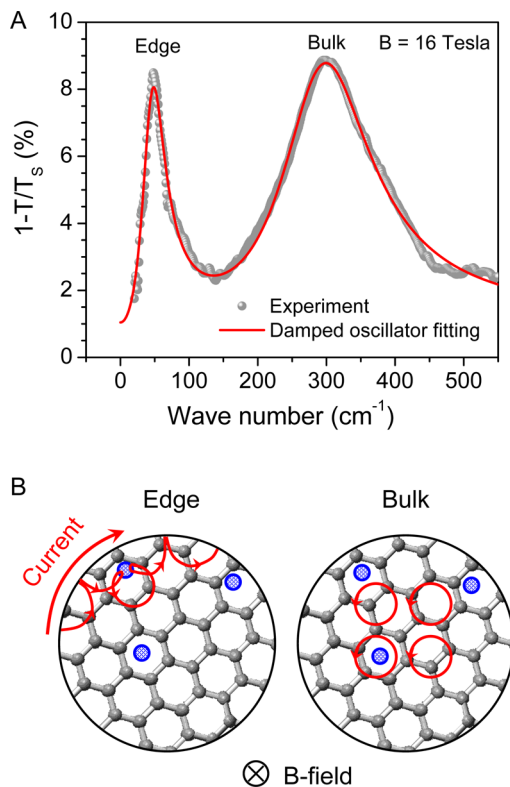 A
Edge
Bulk
B = 16 Tesla
1-T/T_S (%)
10
8
6
4
2
0
Experiment
Damped oscillator fitting
0 100 200 300 400 500
Wave number (cm⁻¹)
B
Edge
Bulk
Current
B-field